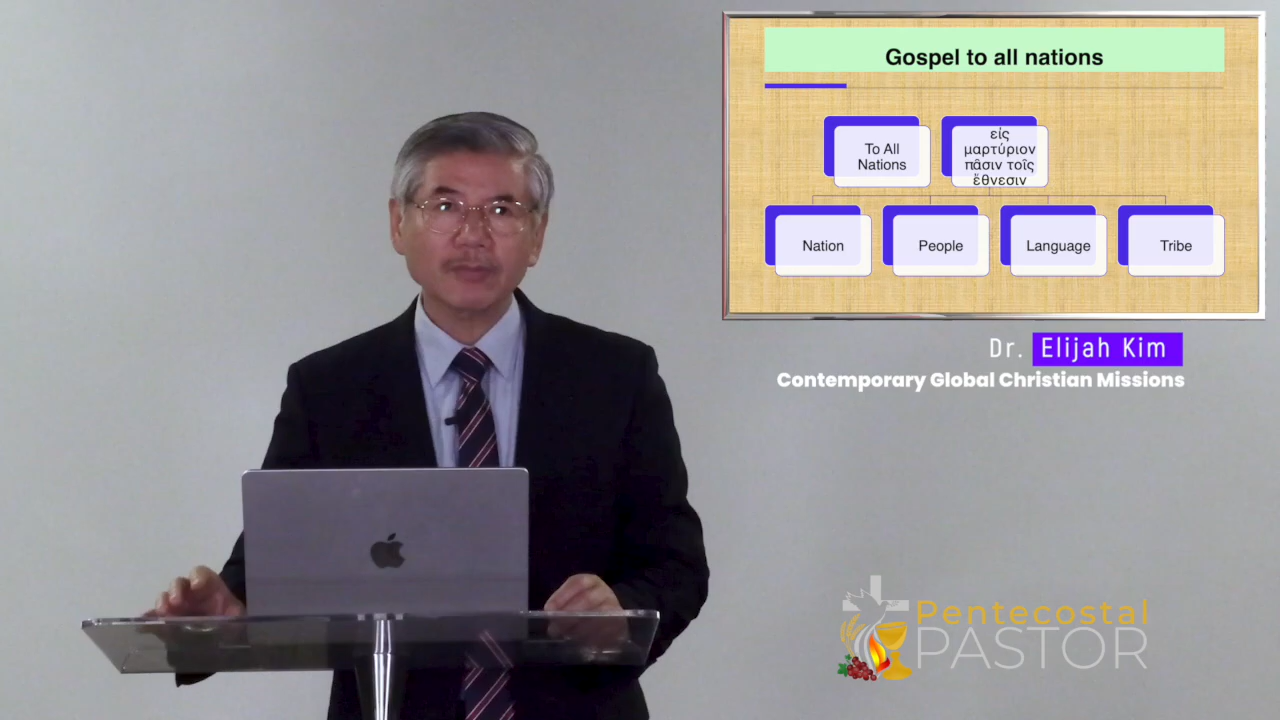 Gospel to all nations
To All
Nations
εἰς
μαρτύριον
πᾶσιν τοῖς
ἔθνεσιν
Nation
People
Language
Tribe
Dr. Elijah Kim
Contemporary Global Christian Missions
Pentecostal
PASTOR